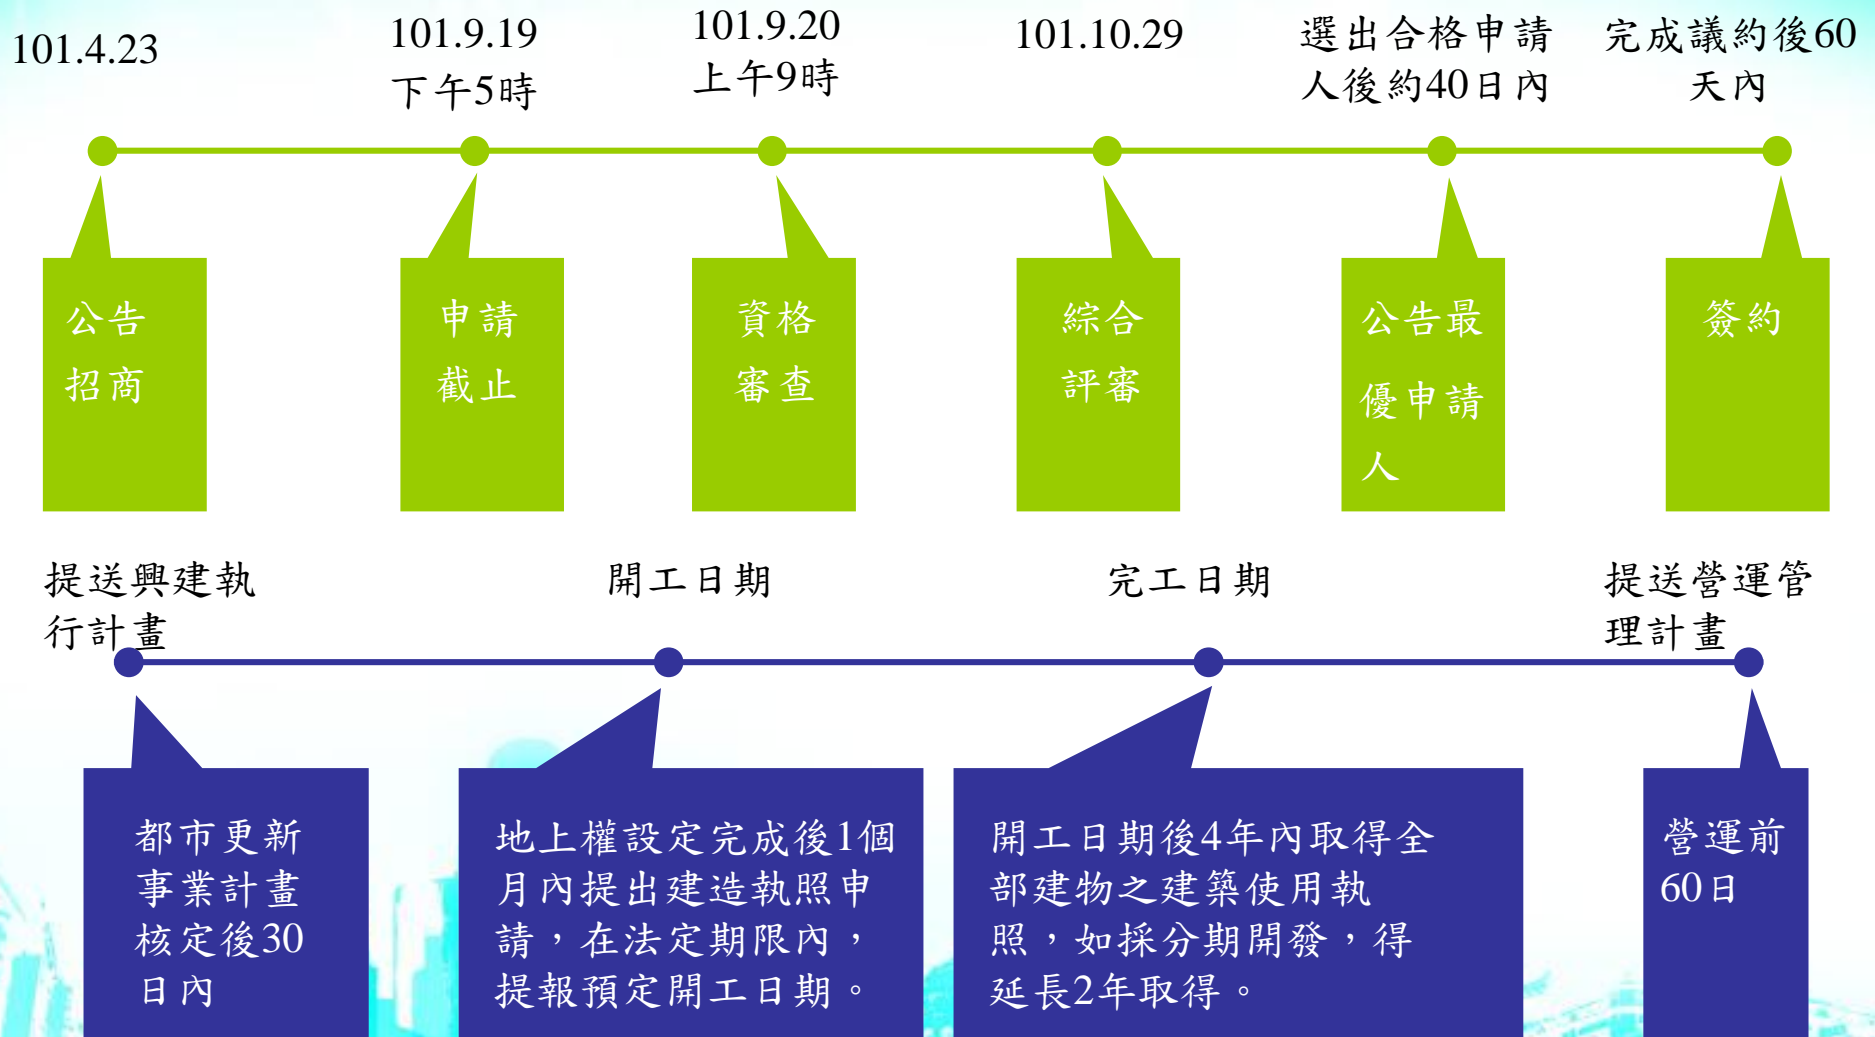 101.4.23
101.9.19
下午5時
101.9.20
上午9時
101.10.29
選出合格申請
人後約40日內
完成議約後60
天內
公告
招商
申請
截止
資格
審查
綜合
評審
公告最
優申請
人
簽約
提送興建執
行計畫
開工日期
完工日期
提送營運管
理計畫
都市更新
事業計畫
核定後30
日內
地上權設定完成後1個
月內提出建造執照申
請，在法定期限內，
提報預定開工日期。
開工日期後4年內取得全
部建物之建築使用執
照，如採分期開發，得
延長2年取得。
營運前
60日